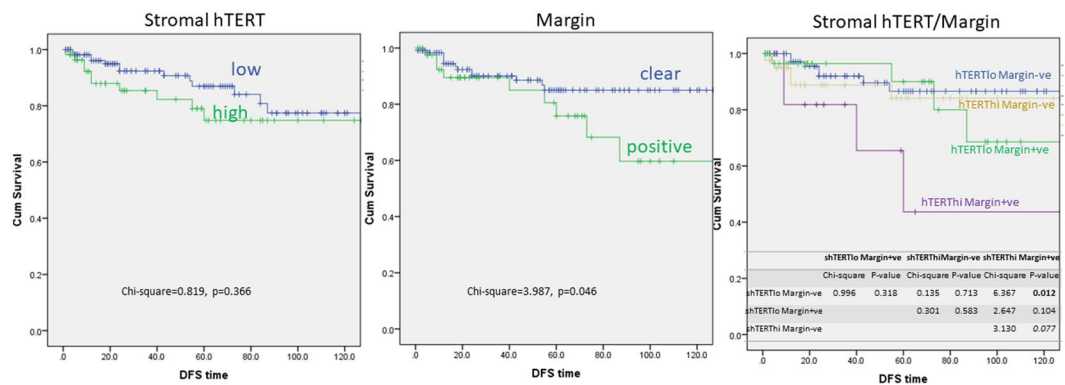 Stromal hTERT
Cum Survival
1.0
0.8
0.6
0.4
0.2
0.0
low
high
Chi-square=0.819, p=0.366
.0 20.0 40.0 60.0 80.0 100.0 120.0
DFS time
Margin
Cum Survival
1.0
0.8
0.6
0.4
0.2
0.0
clear
positive
Chi-square=3.987, p=0.046
.0 20.0 40.0 60.0 80.0 100.0 120.0
DFS time
Stromal hTERT/Margin
Cum Survival
1.0
0.8
0.6
0.4
0.2
0.0
hTERTlo Margin-ve
hTERThi Margin-ve
hTERTlo Margin+ve
hTERThi Margin+ve
shTERTlo Margin+ve shTERThiMargin-ve shTERThi Margin+ve
Chi-square P-value Chi-square P-value Chi-square P-value
shTERTlo Margin-ve 0.996 0.318 0.135 0.713 6.367 0.012
shTERTlo Margin+ve 0.301 0.583 2.647 0.104
shTERThi Margin-ve 3.130 0.077
.0 20.0 40.0 60.0 80.0 100.0 120.0
DFS time